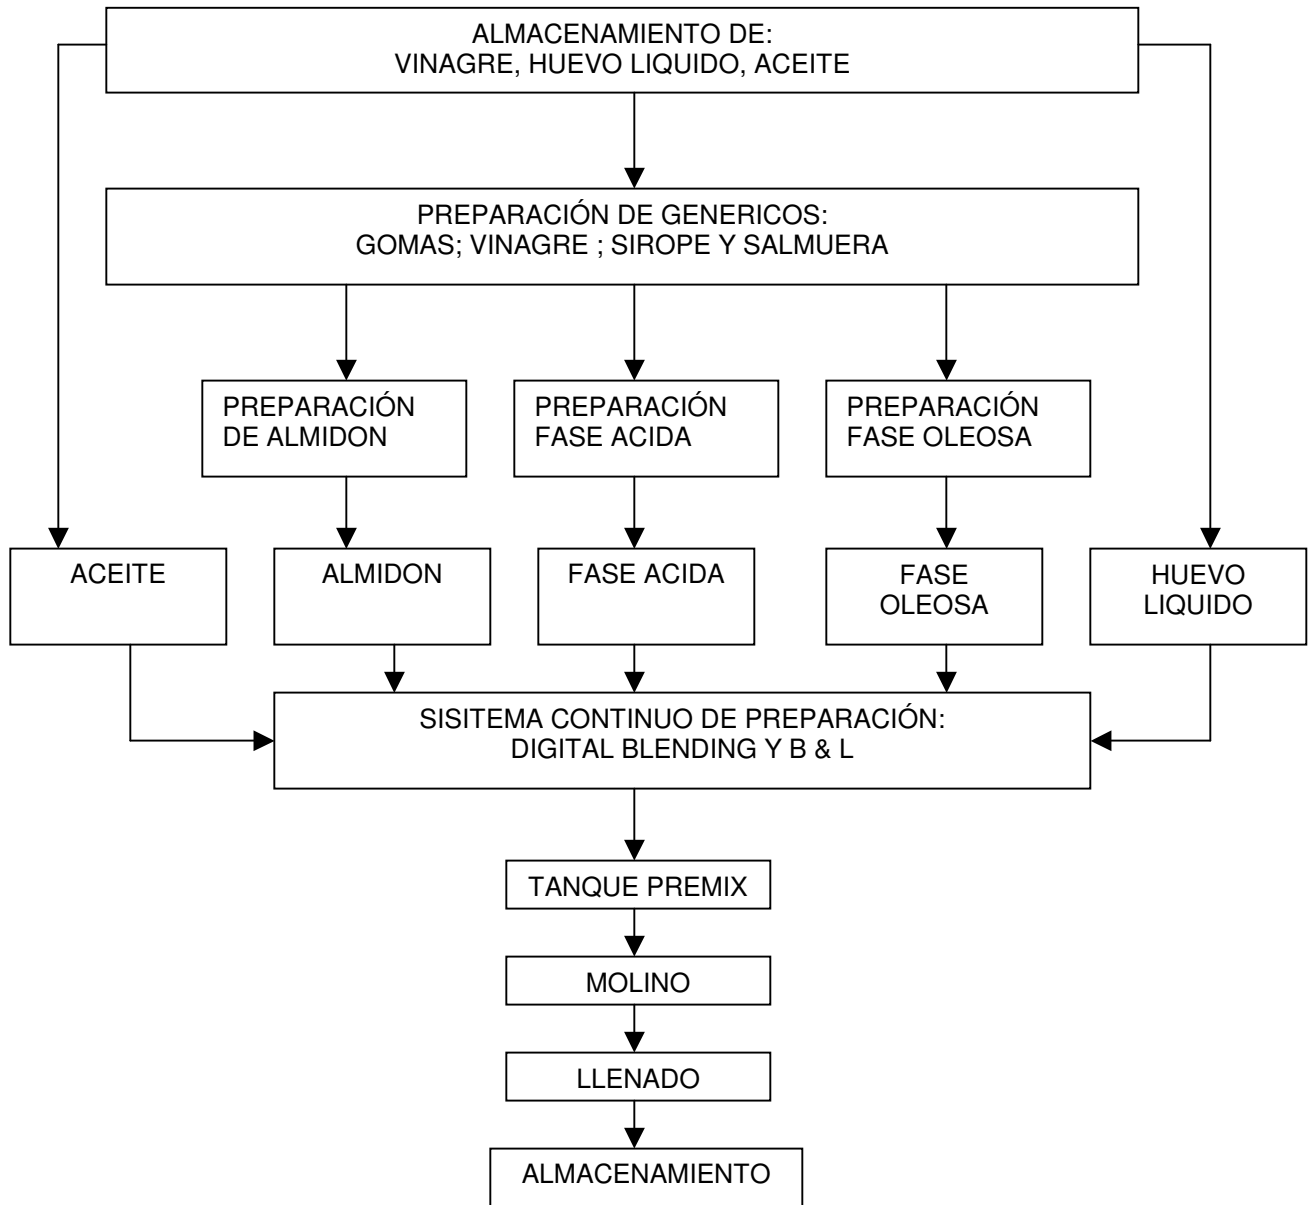 ALMACENAMIENTO DE:
VINAGRE, HUEVO LIQUIDO, ACEITE
PREPARACIÓN DE GENERICOS:
GOMAS; VINAGRE ; SIROPE Y SALMUERA
PREPARACIÓN
DE ALMIDON
PREPARACIÓN
FASE ACIDA
PREPARACIÓN
FASE OLEOSA
ACEITE
ALMIDON
FASE ACIDA
FASE
OLEOSA
HUEVO
LIQUIDO
SISITEMA CONTINUO DE PREPARACIÓN:
DIGITAL BLENDING Y B & L
TANQUE PREMIX
MOLINO
LLENADO
ALMACENAMIENTO